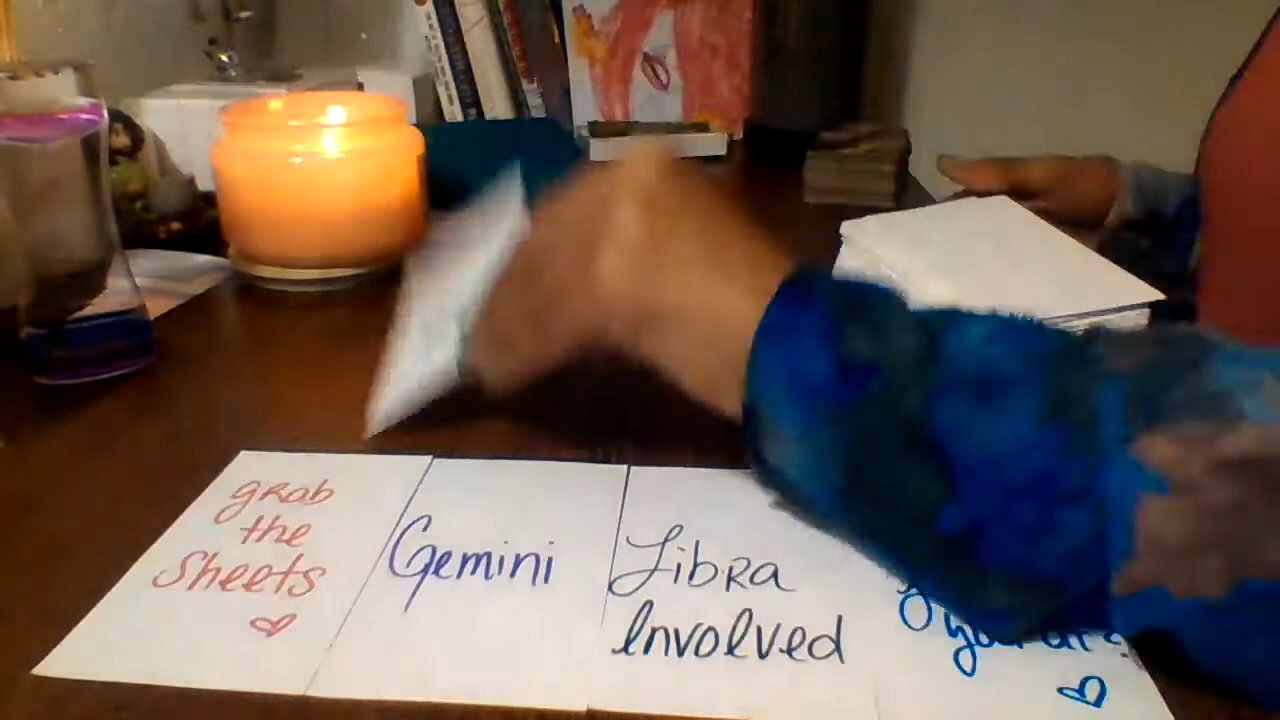 grab
the
Sheets
Gemini
Libra
Involved